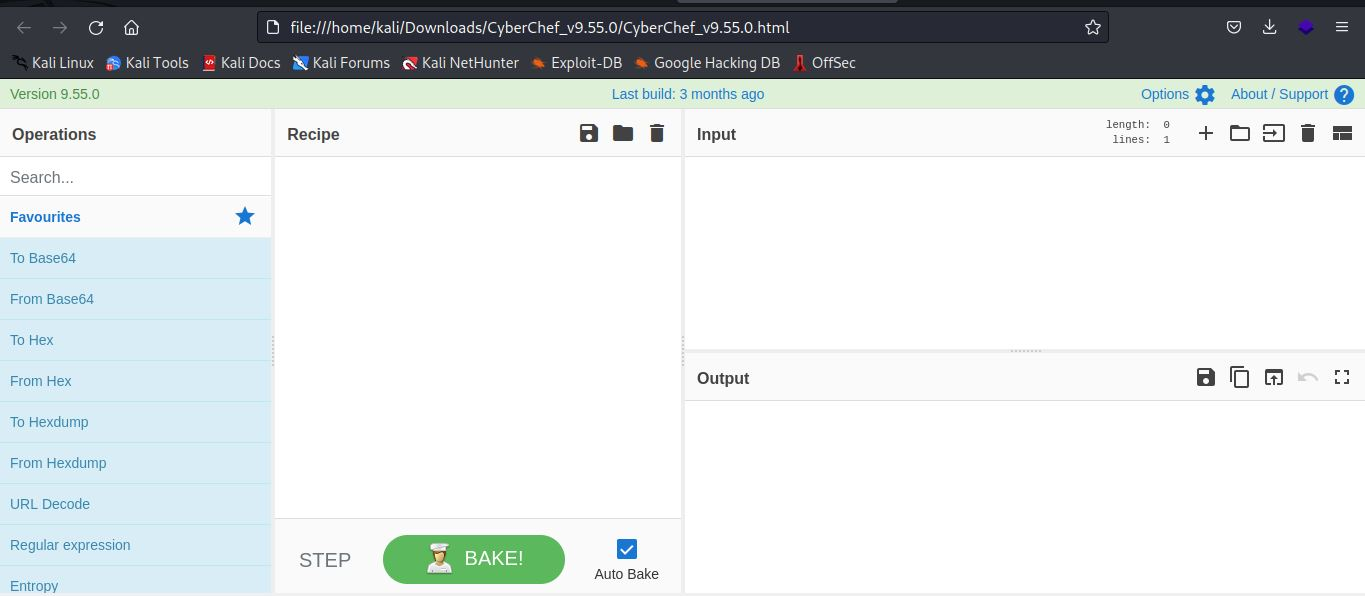 file:///home/kali/Downloads/CyberChef_v9.55.0/CyberChef_v9.55.0.html
Kali Linux Kali Tools Kali Docs Kali Forums Kali NetHunter Exploit-DB Google Hacking DB OffSec
Version 9.55.0 Last build: 3 months ago Options About / Support
Operations
Search...
Favourites
To Base64
From Base64
To Hex
From Hex
To Hexdump
From Hexdump
URL Decode
Regular expression
Entropy
Recipe
STEP
BAKE!
Auto Bake
Input
length: 0
lines: 1
Output